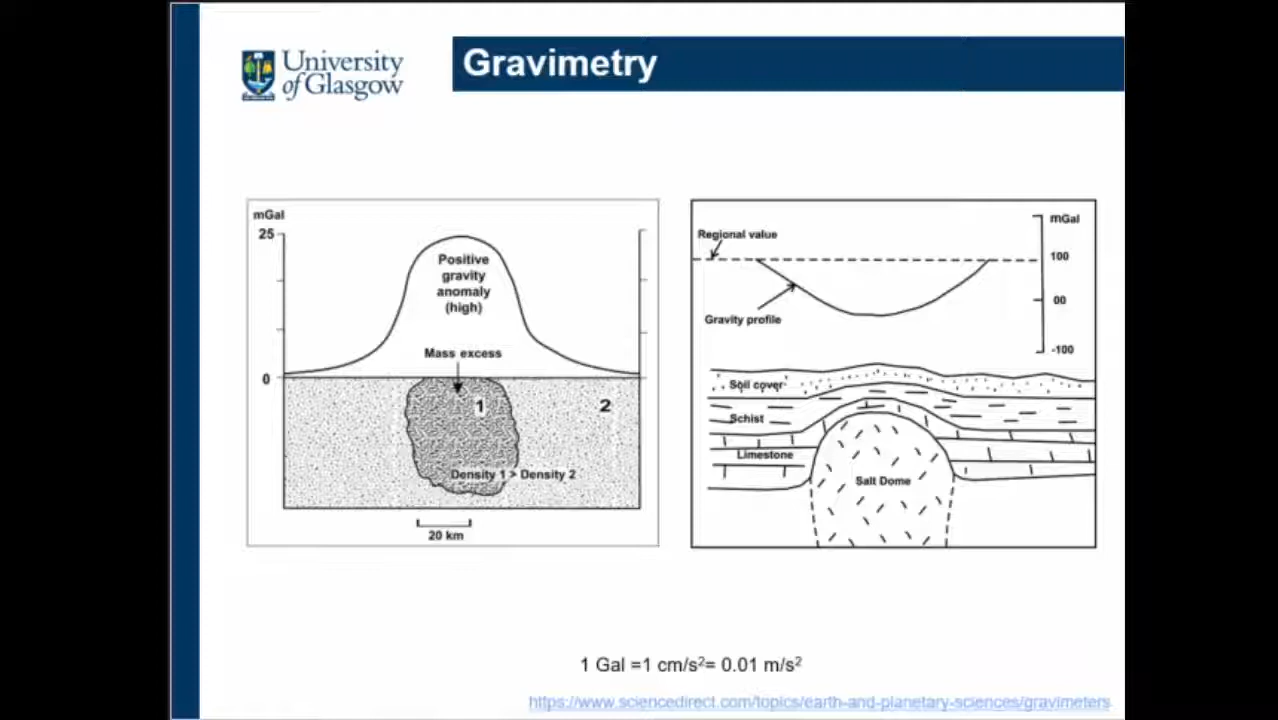 University
of Glasgow
Gravimetry
mGal
25
Positive
gravity
anomaly
(high)
Mass excess
0
1
2
Density 1 > Density 2
20 km
Regional value
mGal
100
Gravity profile
00
-100
Soil cover
Schist
Limestone
Salt Dome
1 Gal =1 cm/s²= 0.01 m/s²
https://www.sciencedirect.com/topics/earth-and-planetary-sciences/gravimeters